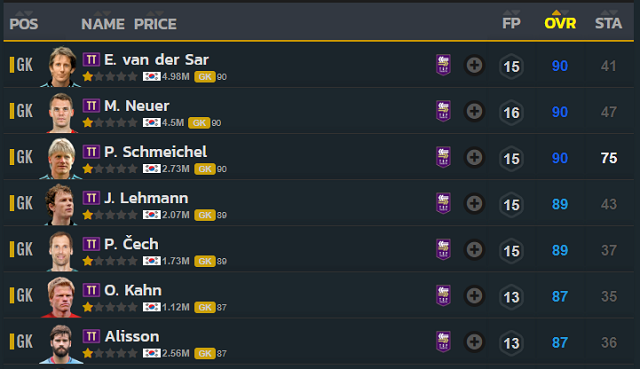 POS NAME PRICE FP OVR STA
GK TT E. van der Sar 15 90 41
4.98M GK 90
GK TT M. Neuer 16 90 47
4.5M GK 90
GK TT P. Schmeichel 15 90 75
2.73M GK 90
GK TT J. Lehmann 15 89 43
2.07M GK 89
GK TT P. Čech 15 89 37
1.73M GK 89
GK TT O. Kahn 13 87 35
1.12M GK 87
GK TT Alisson 13 87 36
2.56M GK 87